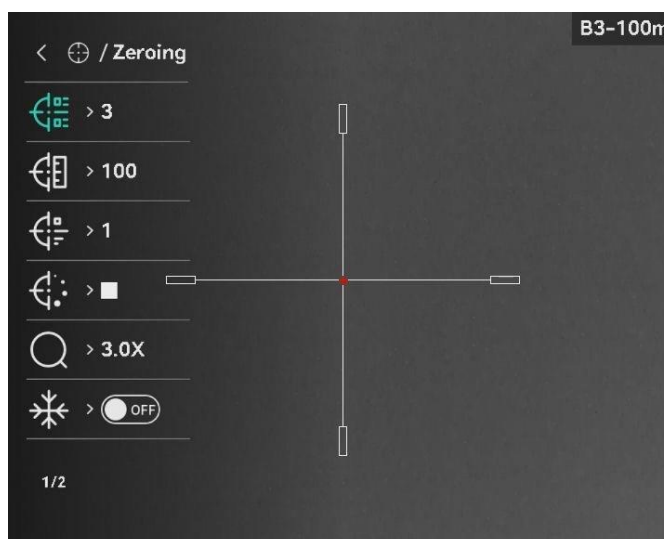 B3-100m
< / Zeroing
> 3
> 100
> 1
>
> 3.0X
> OFF
1/2